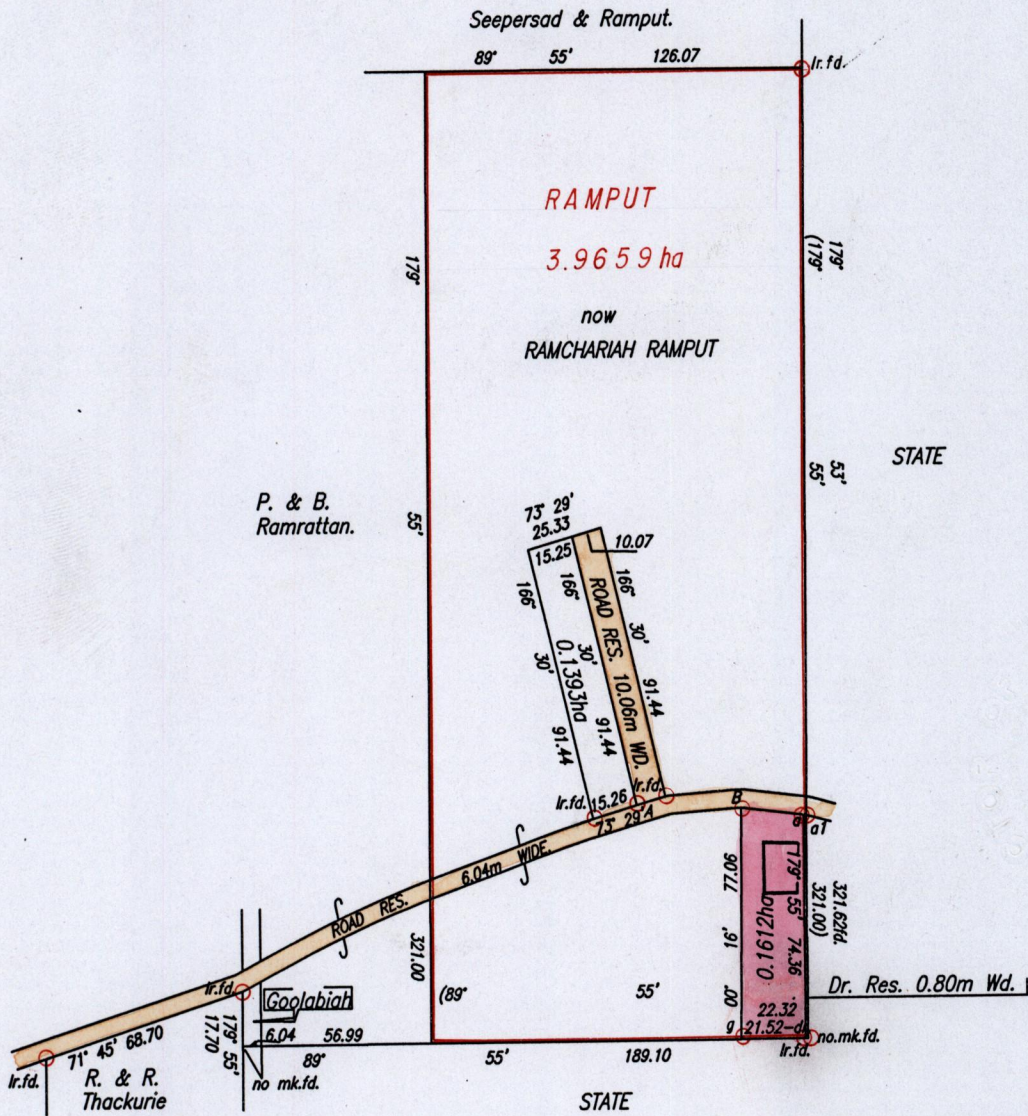 Seepersad & Ramput.
89° 55' 126.07
Ir. fd.
RAMPUT
3.9659 ha
now
RAMCHARIAH RAMPUT
179°
55'
321.00
179° 53' 321.62fd.
(179° 55' 321.00)
STATE
P. & B.
Ramrattan.
73° 29'
25.33
15.25
10.07
166° 30' 91.44
0.1393ha
166° 30' 91.44
ROAD RES. 10.06m WD.
166° 30' 91.44
Ir.fd.
Ir.fd.
15.26
73° 29'
A
B
a1
6.04m WIDE.
ROAD RES.
16'
.00
0.1612ha
179° 55' 74.36
Dr. Res. 0.80m Wd.
22.32
g
21.52
d
no.mk.fd.
Ir.fd.
Ir.fd.
Goolabiah
(89° 55'
6.04 56.99
89° 55' 189.10
71° 45' 68.70
179° 55'
17.70
Ir.fd.
R. & R.
Thackurie
no mk.fd.
STATE